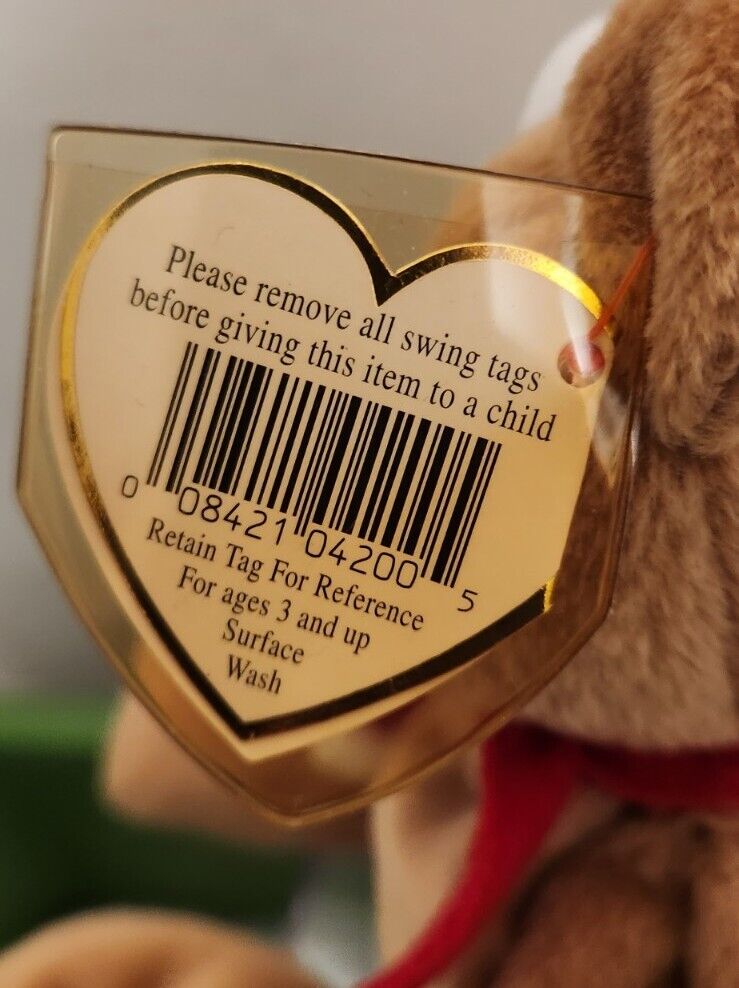 Please remove all swing tags
before giving this item to a child
0 08421 04200 5
Retain Tag For Reference
For ages 3 and up
Surface
Wash